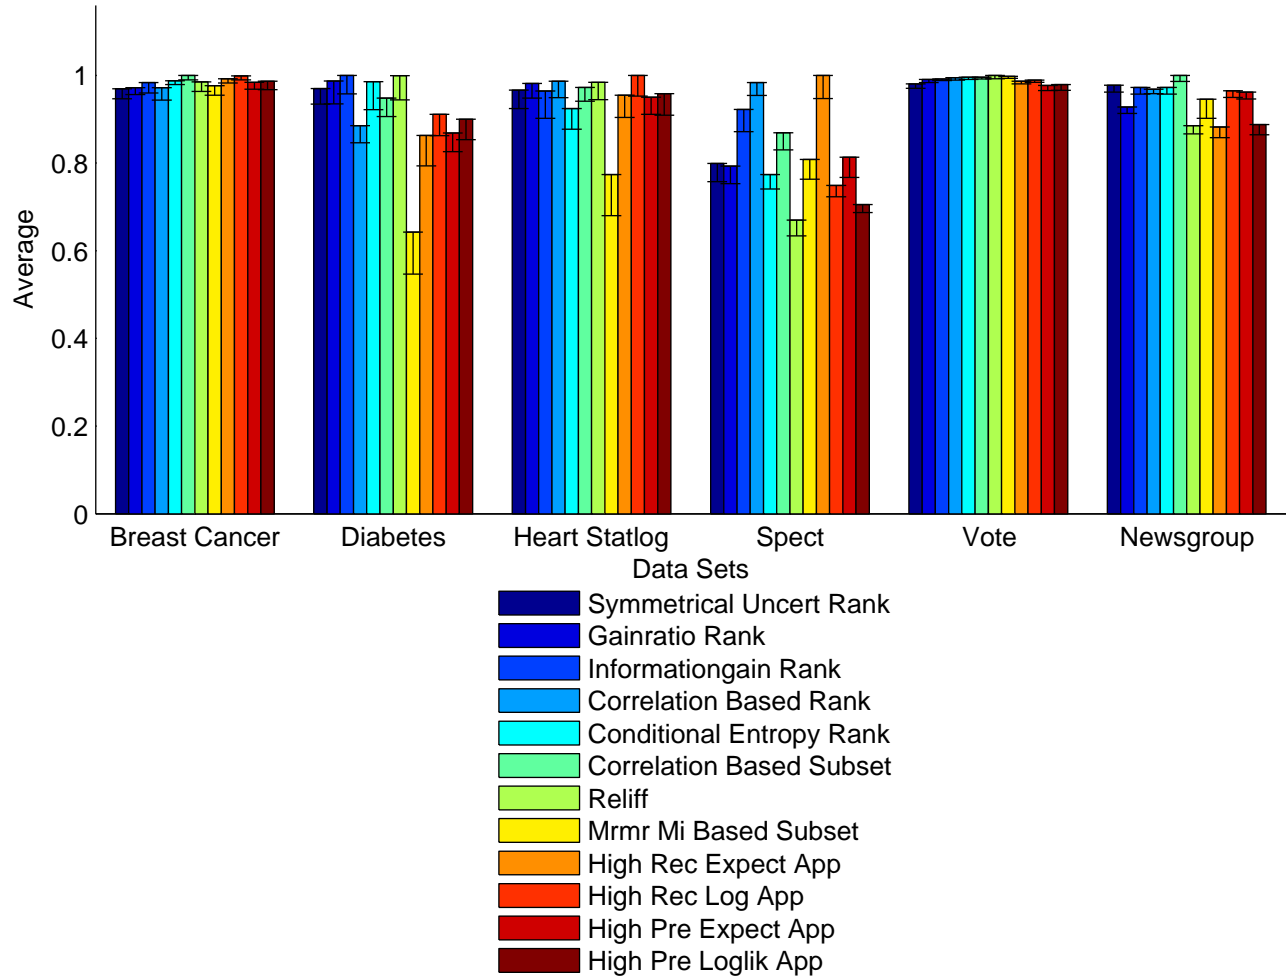 1
0.8
0.6
0.4
0.2
0
Average
Breast Cancer Diabetes Heart Statlog Spect Vote Newsgroup
Data Sets
Symmetrical Uncert Rank
Gainratio Rank
Informationgain Rank
Correlation Based Rank
Conditional Entropy Rank
Correlation Based Subset
Reliff
Mrmr Mi Based Subset
High Rec Expect App
High Rec Log App
High Pre Expect App
High Pre Loglik App